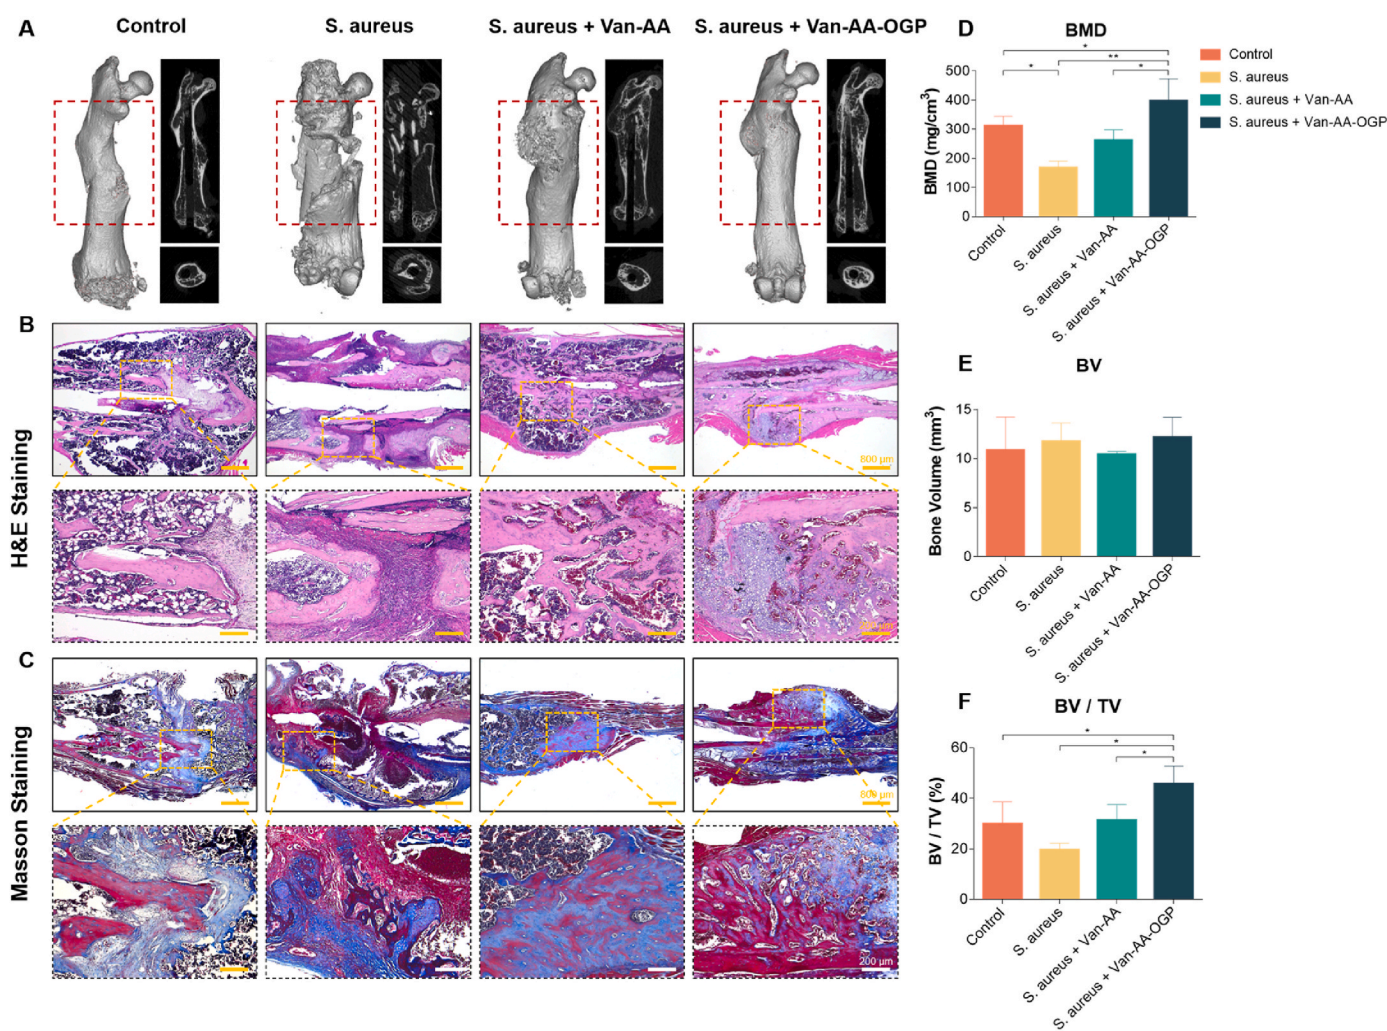 A
Control
S. aureus
S. aureus + Van-AA
S. aureus + Van-AA-OGP
B
H&E Staining
800 μm
C
Masson Staining
800 μm
200 μm
D
BMD
* 
**
*
*
BMD (mg/cm³)
500
400
300
200
100
0
Control
S. aureus
S. aureus + Van-AA
S. aureus + Van-AA-OGP
Control
S. aureus
S. aureus + Van-AA
S. aureus + Van-AA-OGP
E
BV
Bone Volume (mm³)
15
10
5
0
Control
S. aureus
S. aureus + Van-AA
S. aureus + Van-AA-OGP
F
BV / TV
*
*
*
BV / TV (%)
60
40
20
0
Control
S. aureus
S. aureus + Van-AA
S. aureus + Van-AA-OGP